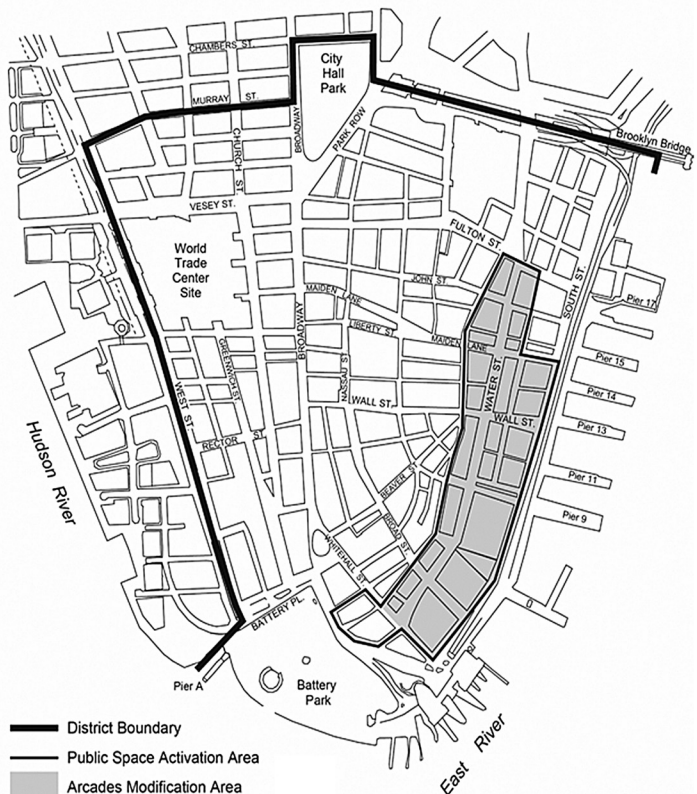 CHAMBERS ST.
City
Hall
Park
MURRAY ST.
BROADWAY
PARK ROW
Brooklyn Bridge
CHURCH ST
VESEY ST.
FULTON ST.
World
Trade
Center
Site
JOHN ST.
SOUTH ST.
MAIDEN LANE
Pier 17
BROADWAY
LIBERTY ST
MAIDEN LANE
GREENWICH ST.
NASSAU ST
WATER ST.
Pier 15
WEST ST.
WALL ST.
Pier 14
WALL ST.
Pier 13
RECTOR ST
Hudson River
BEAVER ST
Pier 11
BROAD ST.
Pier 9
WHITEHALL ST.
BATTERY PL.
Pier A
Battery
Park
East River
District Boundary
Public Space Activation Area
Arcades Modification Area